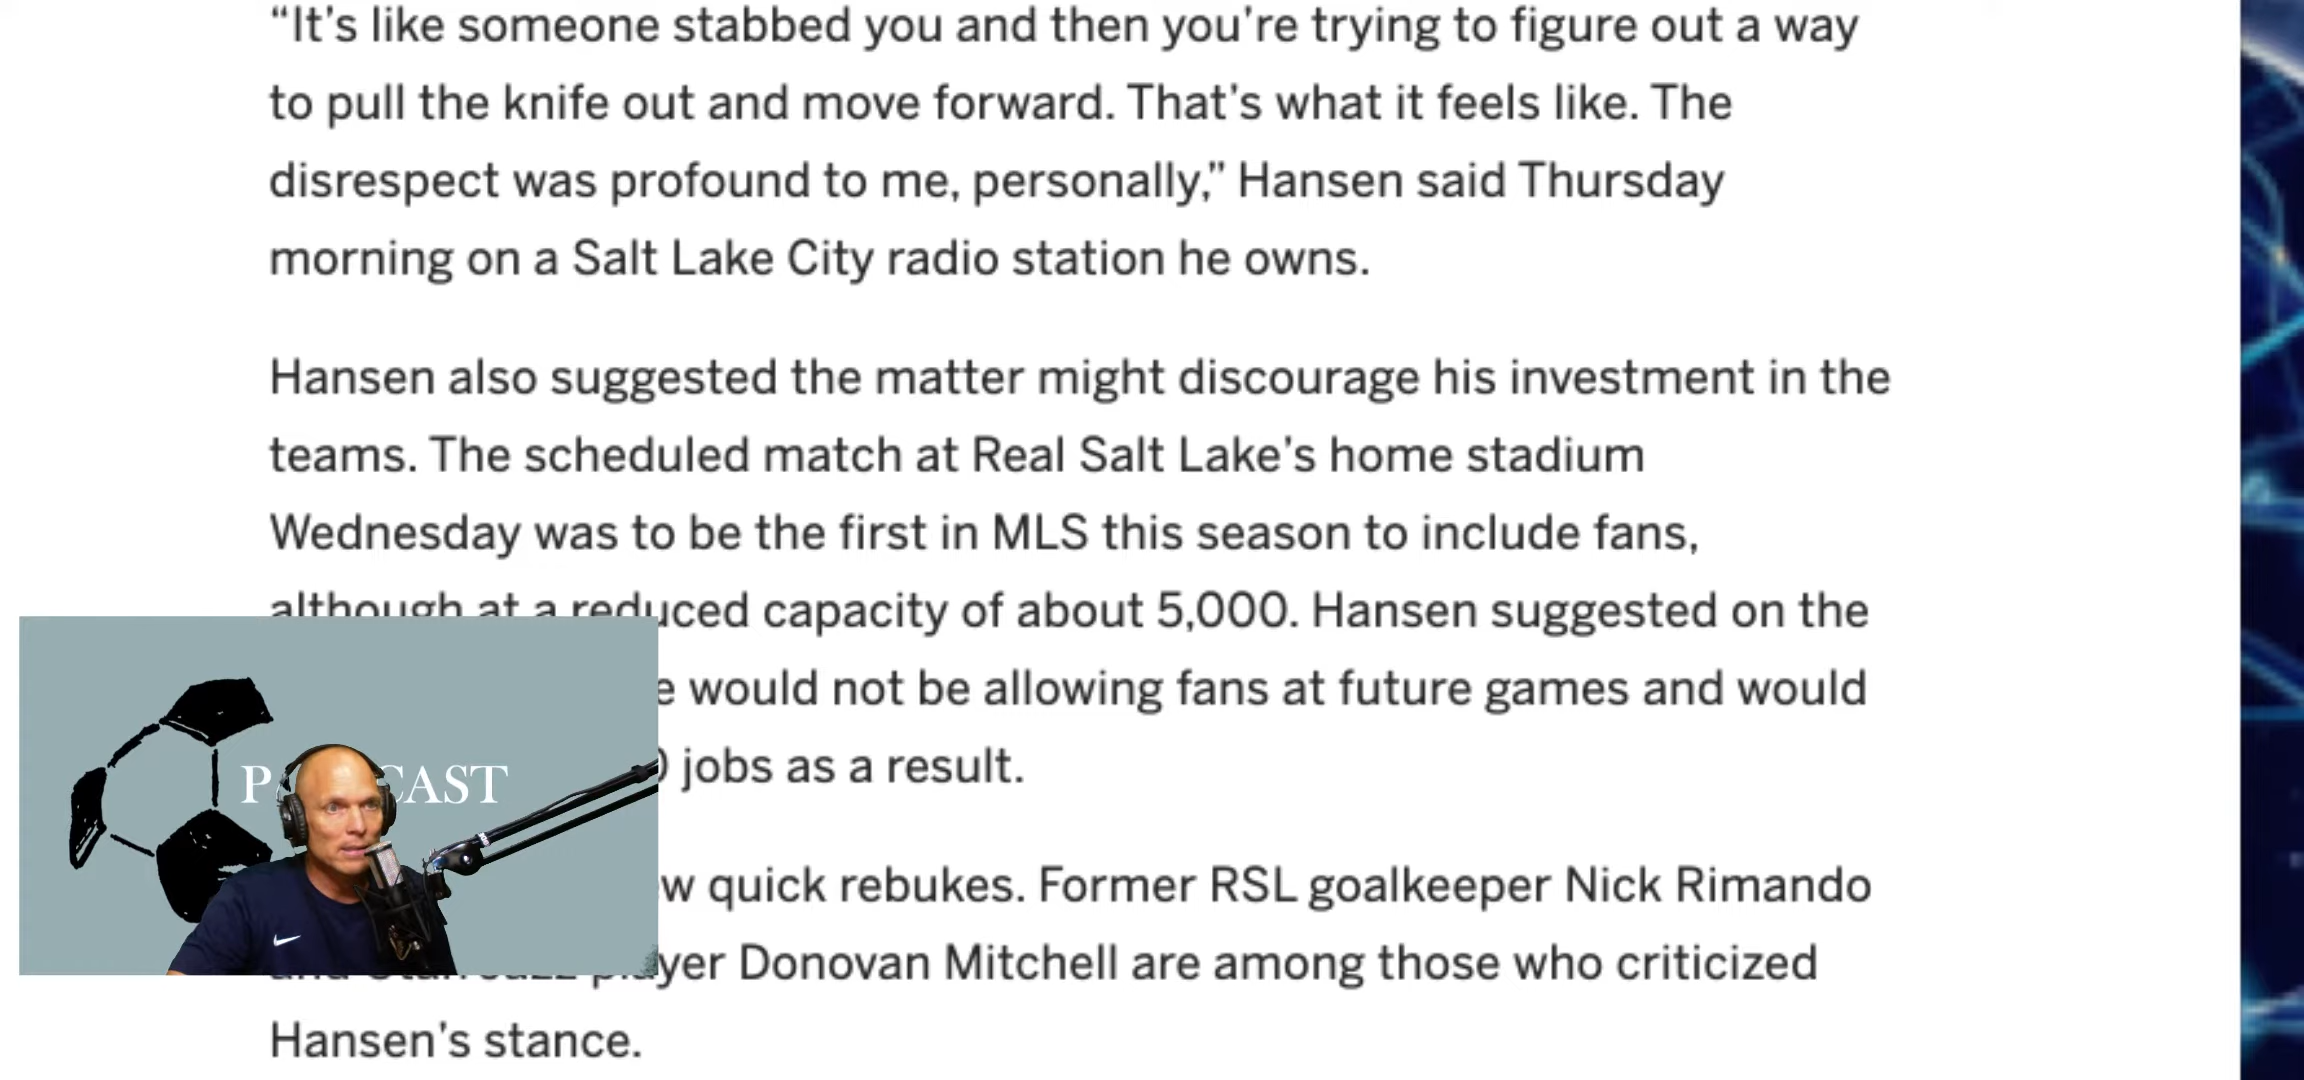 “It’s like someone stabbed you and then you’re trying to figure out a way
to pull the knife out and move forward. That’s what it feels like. The
disrespect was profound to me, personally,” Hansen said Thursday
morning on a Salt Lake City radio station he owns.
Hansen also suggested the matter might discourage his investment in the
teams. The scheduled match at Real Salt Lake’s home stadium
Wednesday was to be the first in MLS this season to include fans,
although at a reduced capacity of about 5,000. Hansen suggested on the
would not be allowing fans at future games and would
jobs as a result.
quick rebukes. Former RSL goalkeeper Nick Rimando
player Donovan Mitchell are among those who criticized
Hansen’s stance.